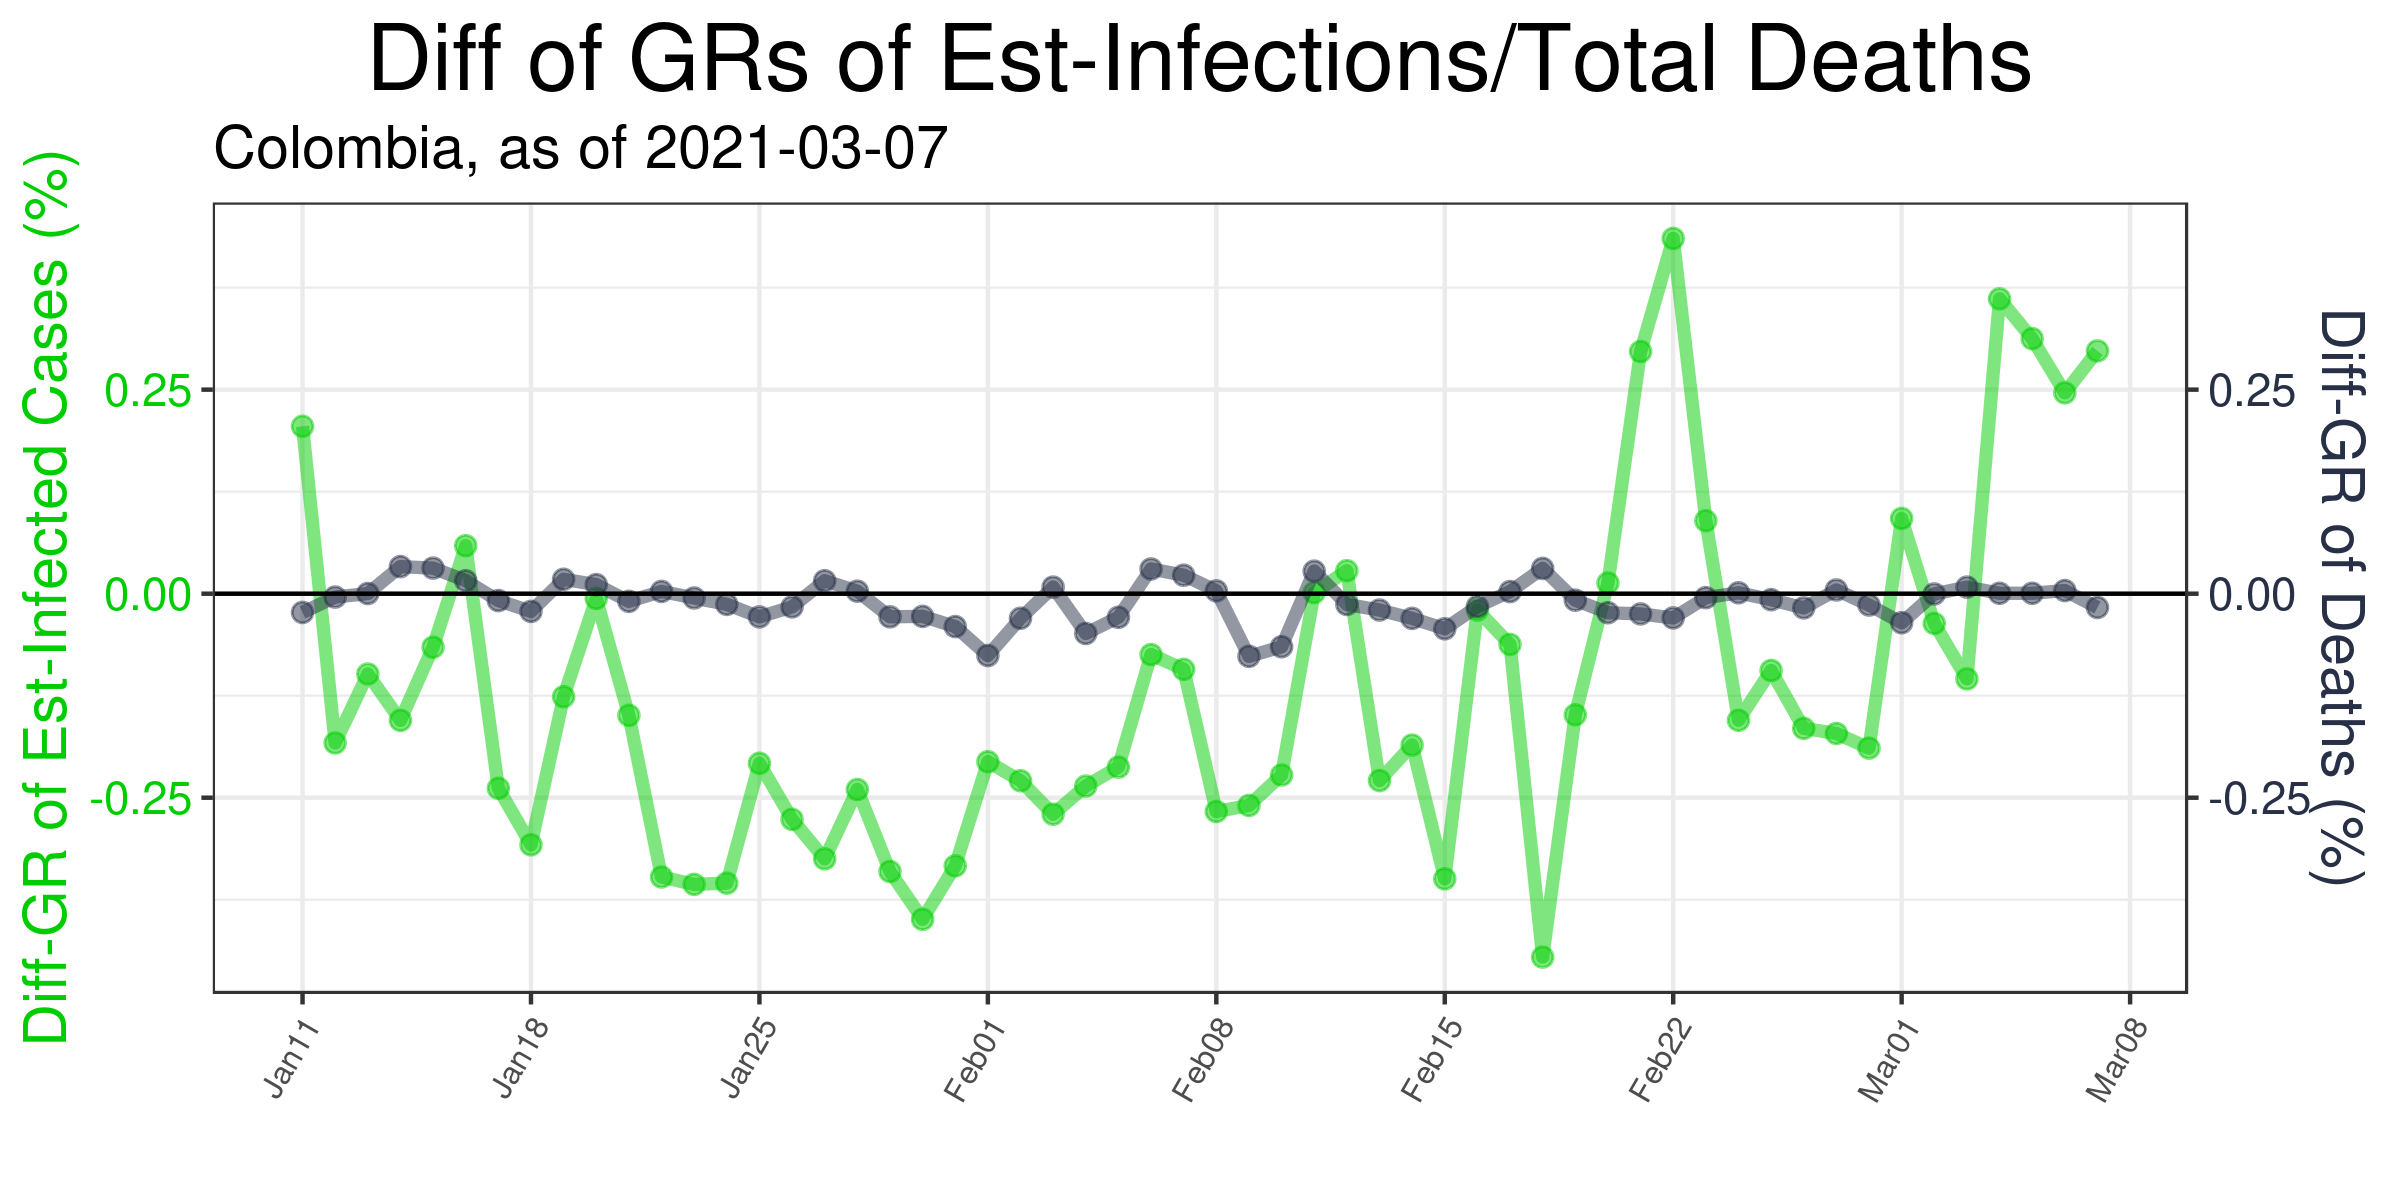 Diff of GRs of Est-Infections/Total Deaths
Colombia, as of 2021-03-07
Diff-GR of Est-Infected Cases (%)
0.25
0.00
-0.25
0.25
0.00
-0.25
Diff-GR of Deaths (%)
Jan11
Jan18
Jan25
Feb01
Feb08
Feb15
Feb22
Mar01
Mar08